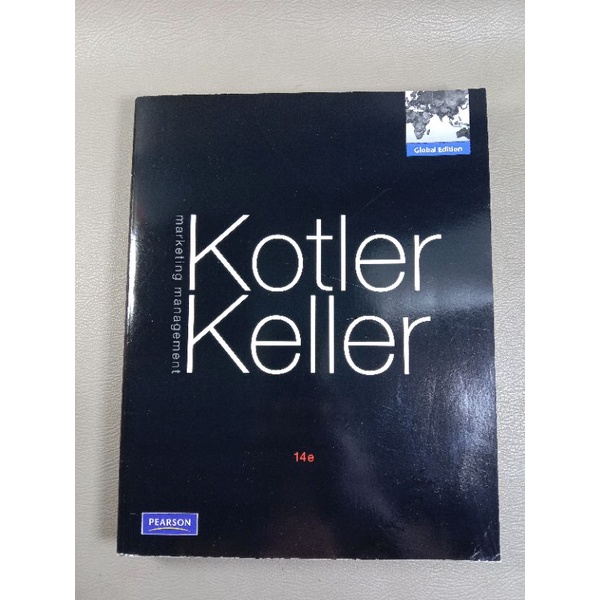 Global Edition
marketing management
Kotler
Keller
14e
PEARSON